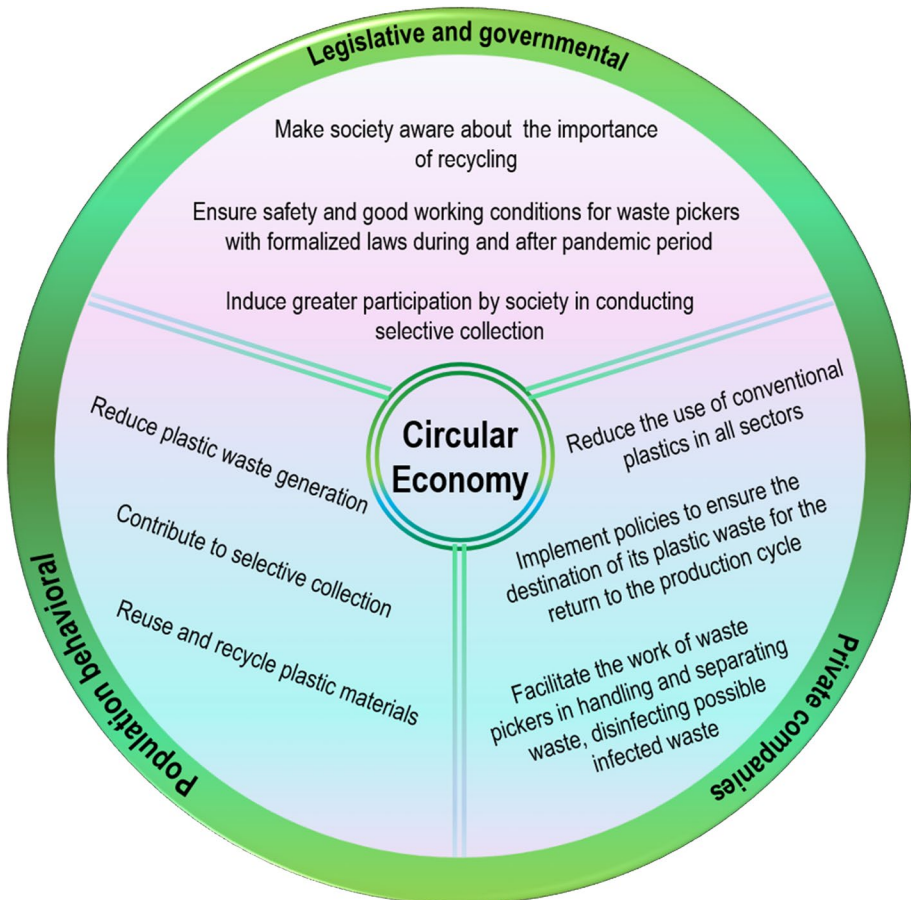 Legislative and governmental
Make society aware about the importance
of recycling
Ensure safety and good working conditions for waste pickers
with formalized laws during and after pandemic period
Induce greater participation by society in conducting
selective collection
Circular
Economy
Population behavioral
Reduce plastic waste generation
Contribute to selective collection
Reuse and recycle plastic materials
Private companies
Reduce the use of conventional
plastics in all sectors
Implement policies to ensure the
destination of its plastic waste for the
return to the production cycle
Facilitate the work of waste
pickers in handling and separating
waste, disinfecting possible
infected waste